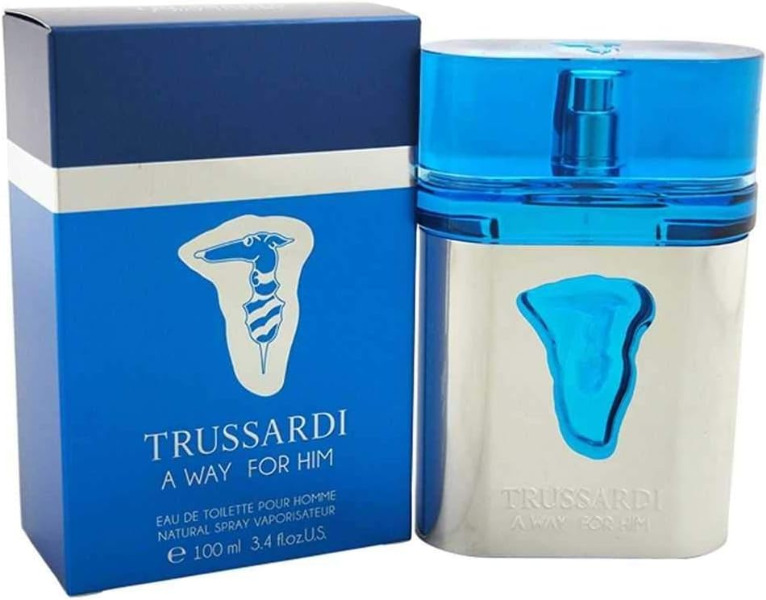 TRUSSARDI
A WAY FOR HIM
EAU DE TOILETTE POUR HOMME
NATURAL SPRAY VAPORISATEUR
e 100 ml 3.4 fl.oz.U.S.
TRUSSARDI
A WAY FOR HIM